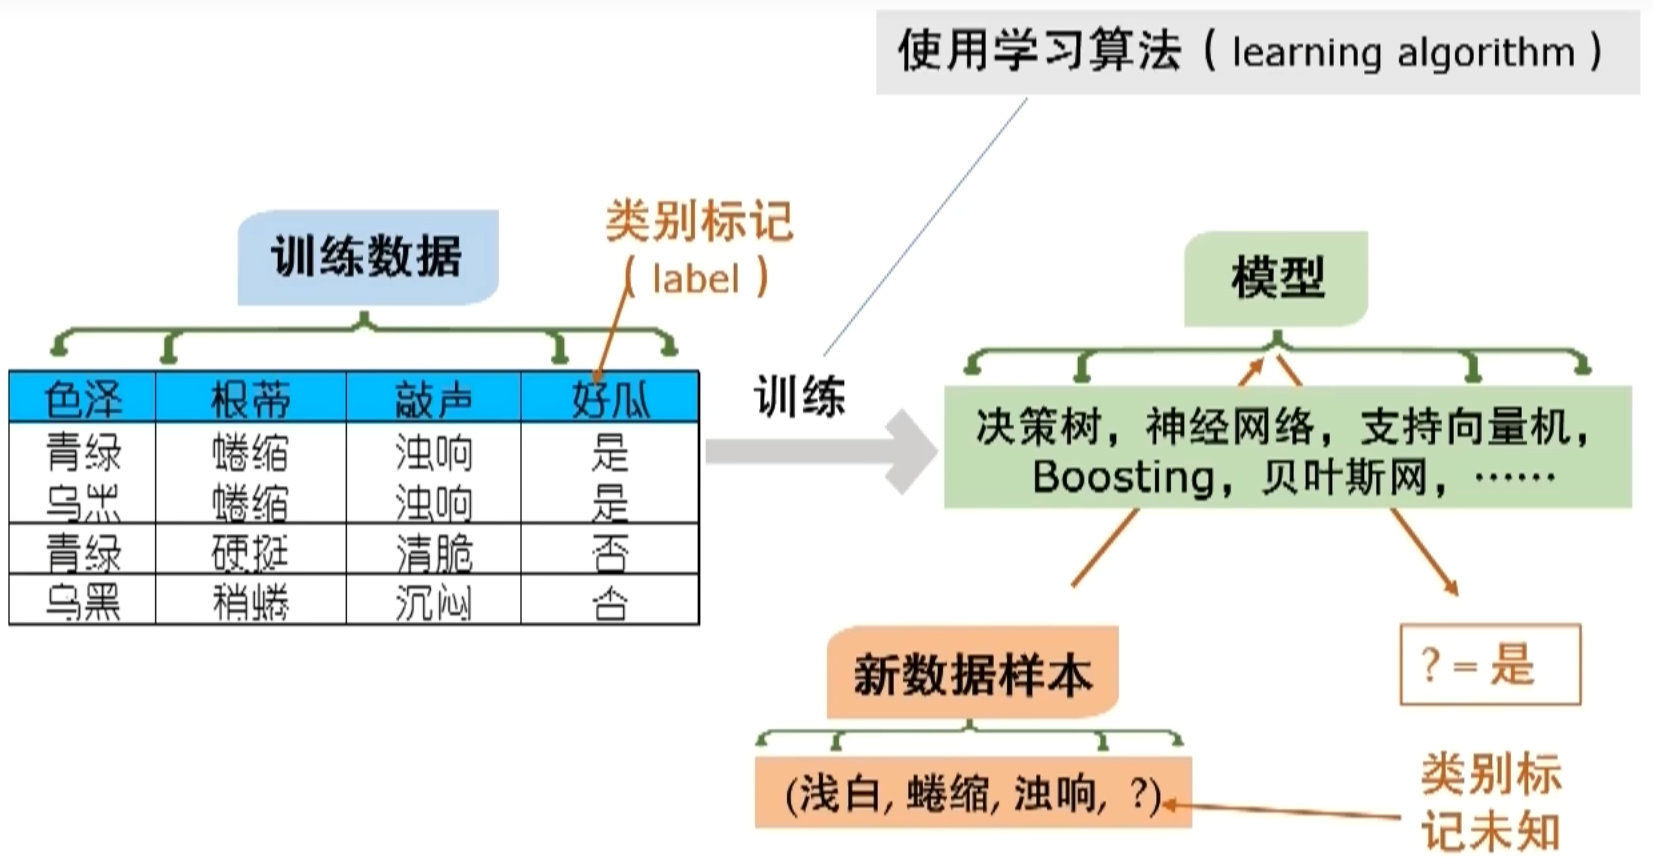 使用学习算法（learning algorithm）
训练数据
类别标记
（label）
色泽 根蒂 敲声 好瓜
青绿 蜷缩 浊响 是
乌黑 蜷缩 浊响 是
青绿 硬挺 清脆 否
乌黑 稍蜷 沉闷 否
训练
模型
决策树，神经网络，支持向量机，
Boosting，贝叶斯网，……
新数据样本
(浅白, 蜷缩, 浊响, ?)
? = 是
类别标
记未知